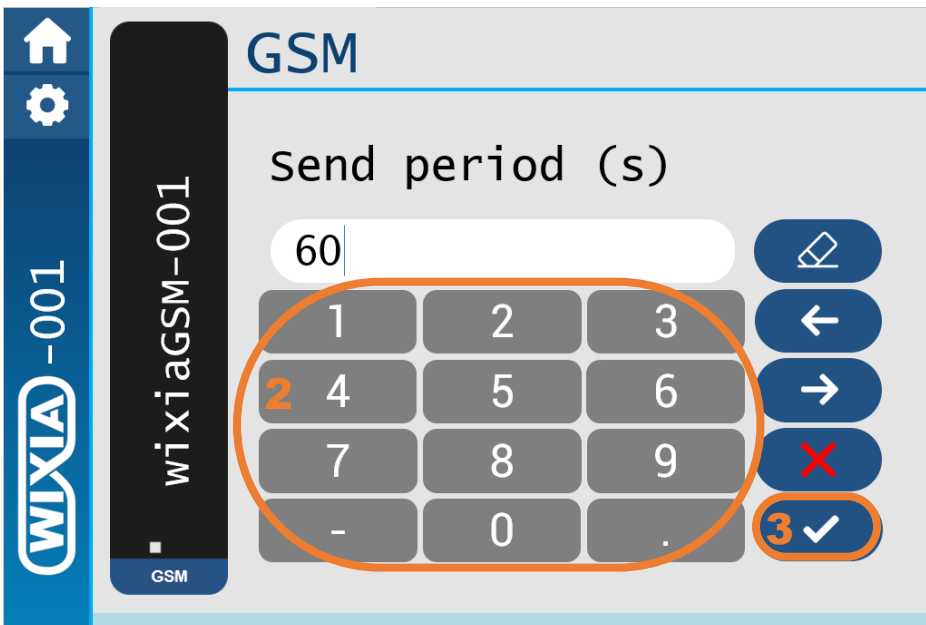 GSM
Send period (s)
60
1 2 3
2 4 5 6
7 8 9
- 0 .
3
wixiaGSM-001
GSM
WIXIA-001